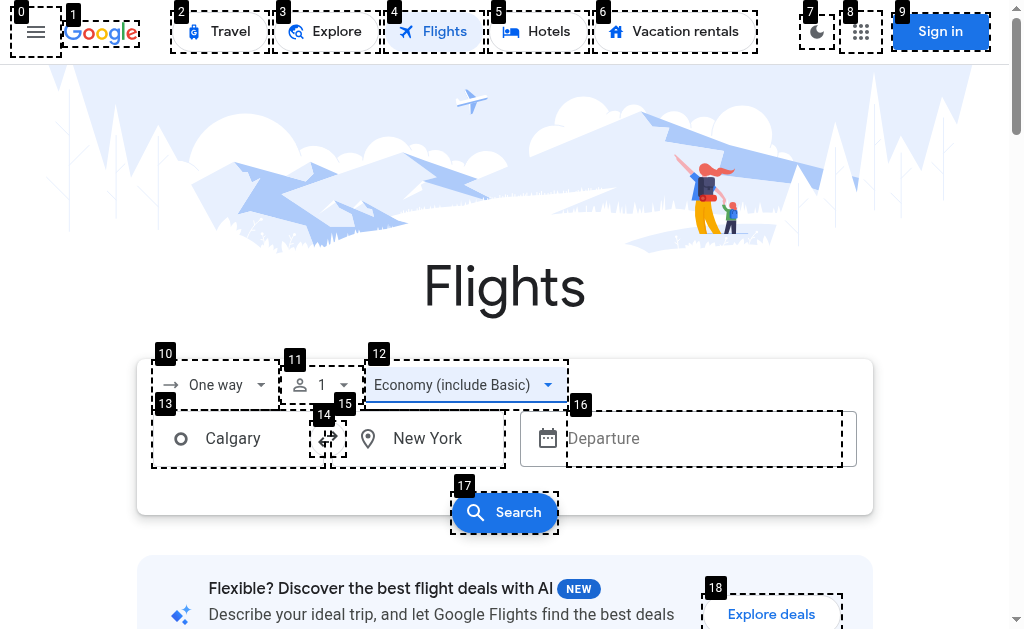 0 1 2 3 4 5 6 7 8 9
Google Travel Explore Flights Hotels Vacation rentals Sign in
Flights
10 11 12
One way 1 Economy (include Basic)
13 14 15 16
Calgary New York Departure
17
Search
Flexible? Discover the best flight deals with AI NEW
18
Describe your ideal trip, and let Google Flights find the best deals Explore deals